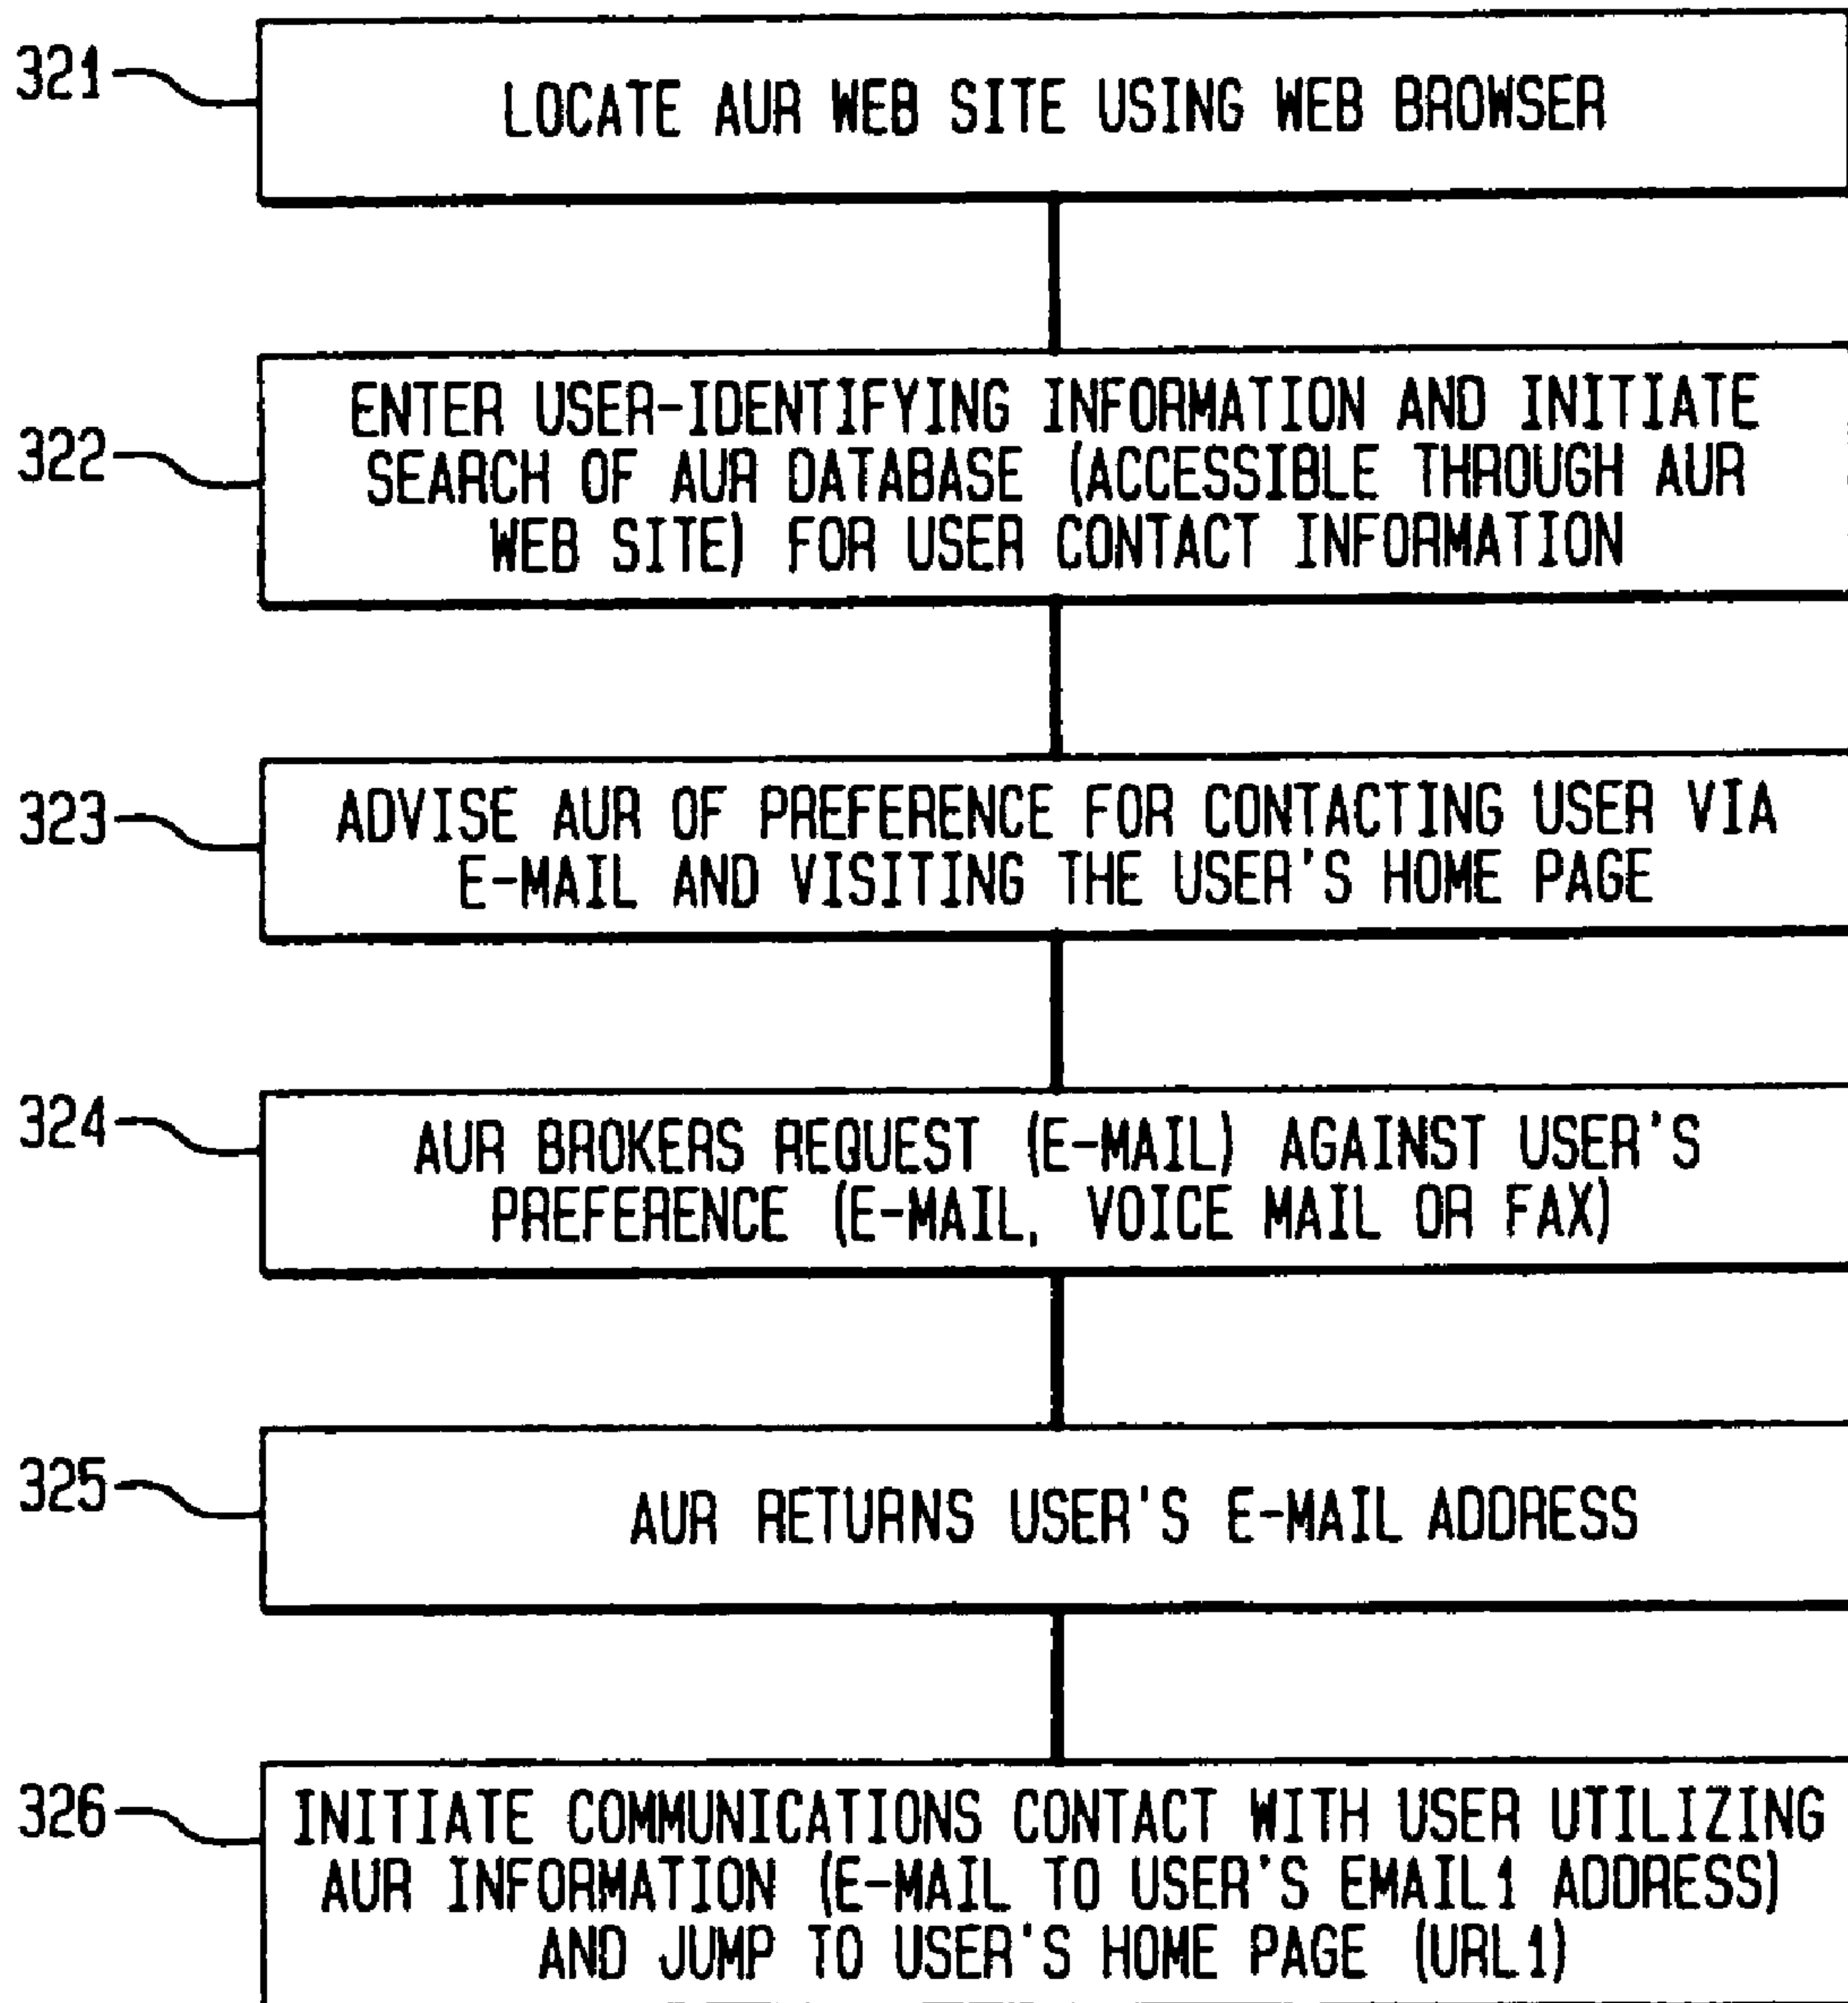 321
LOCATE AUR WEB SITE USING WEB BROWSER
322
ENTER USER-IDENTIFYING INFORMATION AND INITIATE
SEARCH OF AUR DATABASE (ACCESSIBLE THROUGH AUR
WEB SITE) FOR USER CONTACT INFORMATION
323
ADVISE AUR OF PREFERENCE FOR CONTACTING USER VIA
E-MAIL AND VISITING THE USER'S HOME PAGE
324
AUR BROKERS REQUEST (E-MAIL) AGAINST USER'S
PREFERENCE (E-MAIL, VOICE MAIL OR FAX)
325
AUR RETURNS USER'S E-MAIL ADDRESS
326
INITIATE COMMUNICATIONS CONTACT WITH USER UTILIZING
AUR INFORMATION (E-MAIL TO USER'S EMAIL1 ADDRESS)
AND JUMP TO USER'S HOME PAGE (URL1)